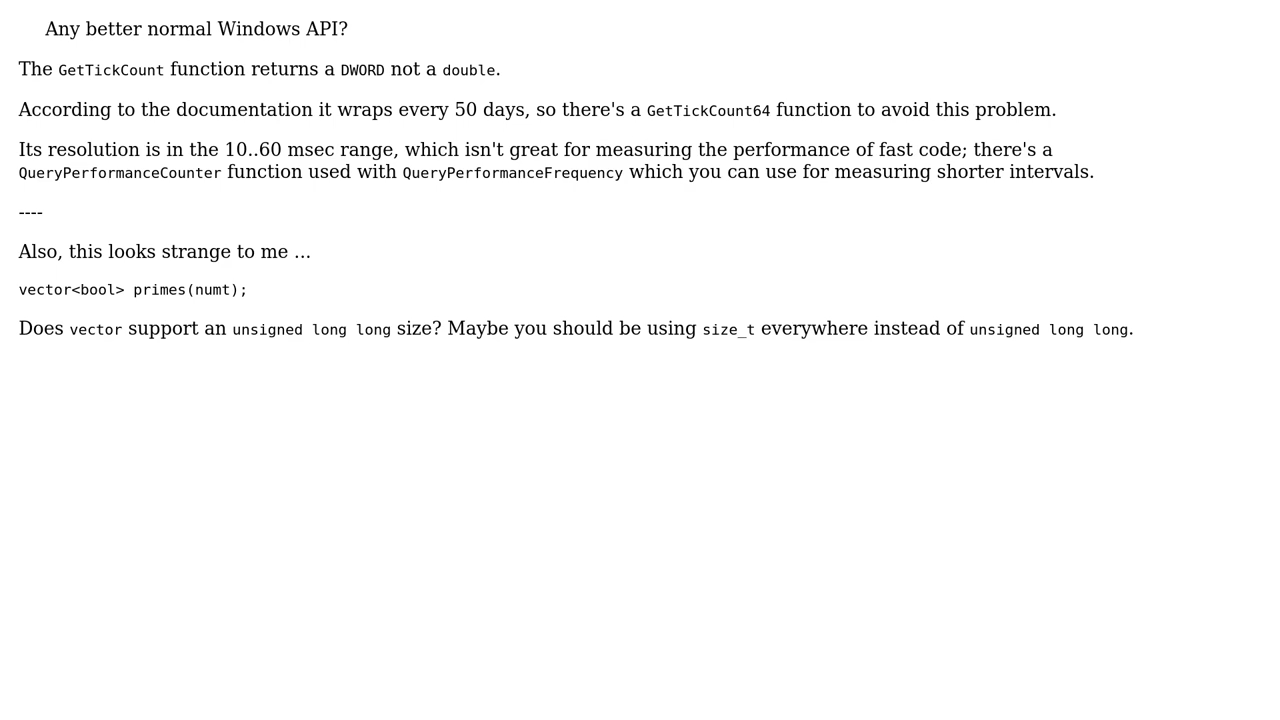 Any better normal Windows API?
The GetTickCount function returns a DWORD not a double.
According to the documentation it wraps every 50 days, so there's a GetTickCount64 function to avoid this problem.
Its resolution is in the 10..60 msec range, which isn't great for measuring the performance of fast code; there's a
QueryPerformanceCounter function used with QueryPerformanceFrequency which you can use for measuring shorter intervals.
----
Also, this looks strange to me ...
vector<bool> primes(numt);
Does vector support an unsigned long long size? Maybe you should be using size_t everywhere instead of unsigned long long.